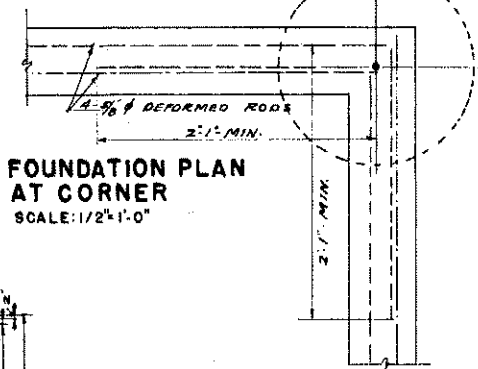 4-5/8 ϕ DEFORMED RODS
2'-1" MIN.
2'-1" MIN.
FOUNDATION PLAN
AT CORNER
SCALE: 1/2"=1'-0"
N